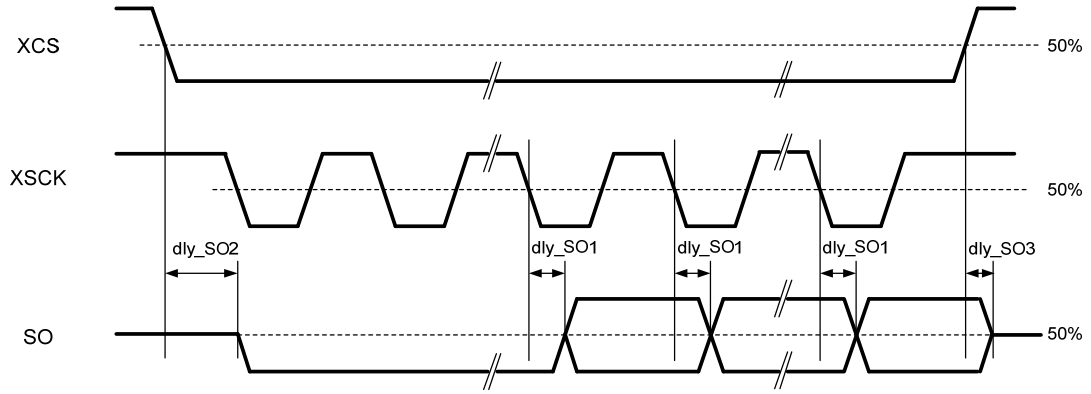 XCS
50%
XSCK
50%
dly_SO2
dly_SO1
dly_SO1
dly_SO1
dly_SO3
SO
50%